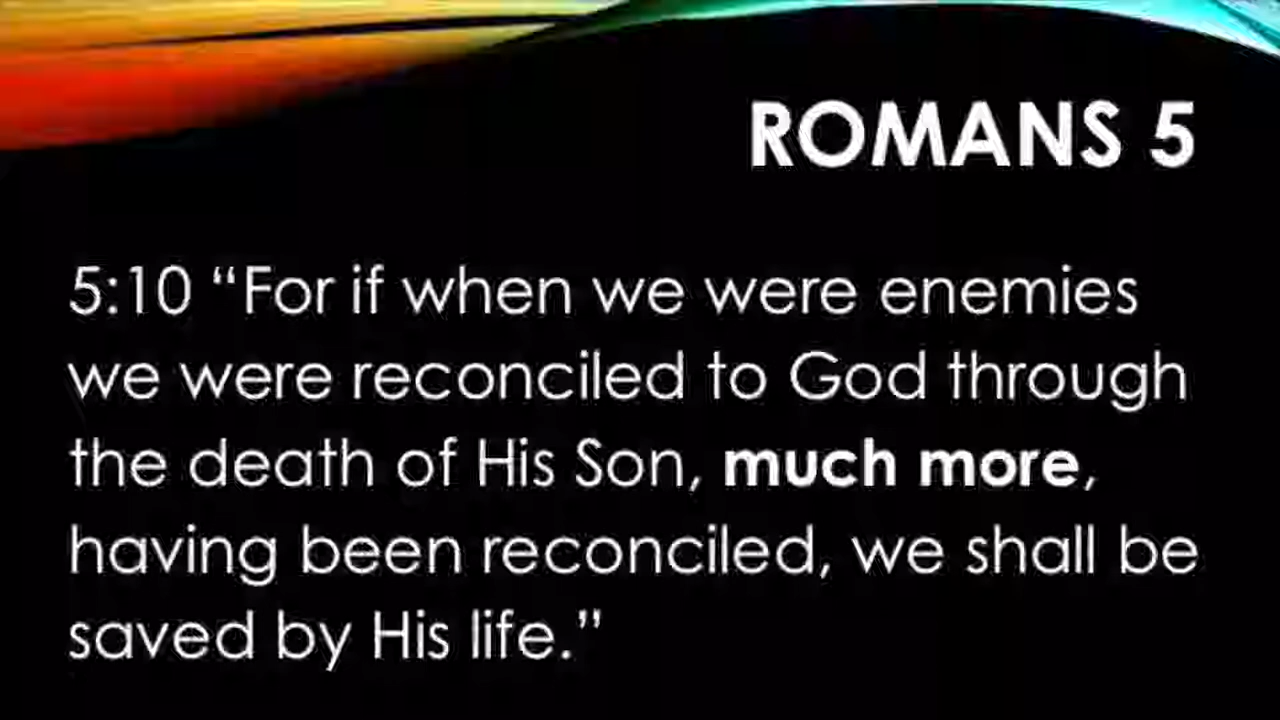 ROMANS 5
5:10 “For if when we were enemies
we were reconciled to God through
the death of His Son, much more,
having been reconciled, we shall be
saved by His life.”